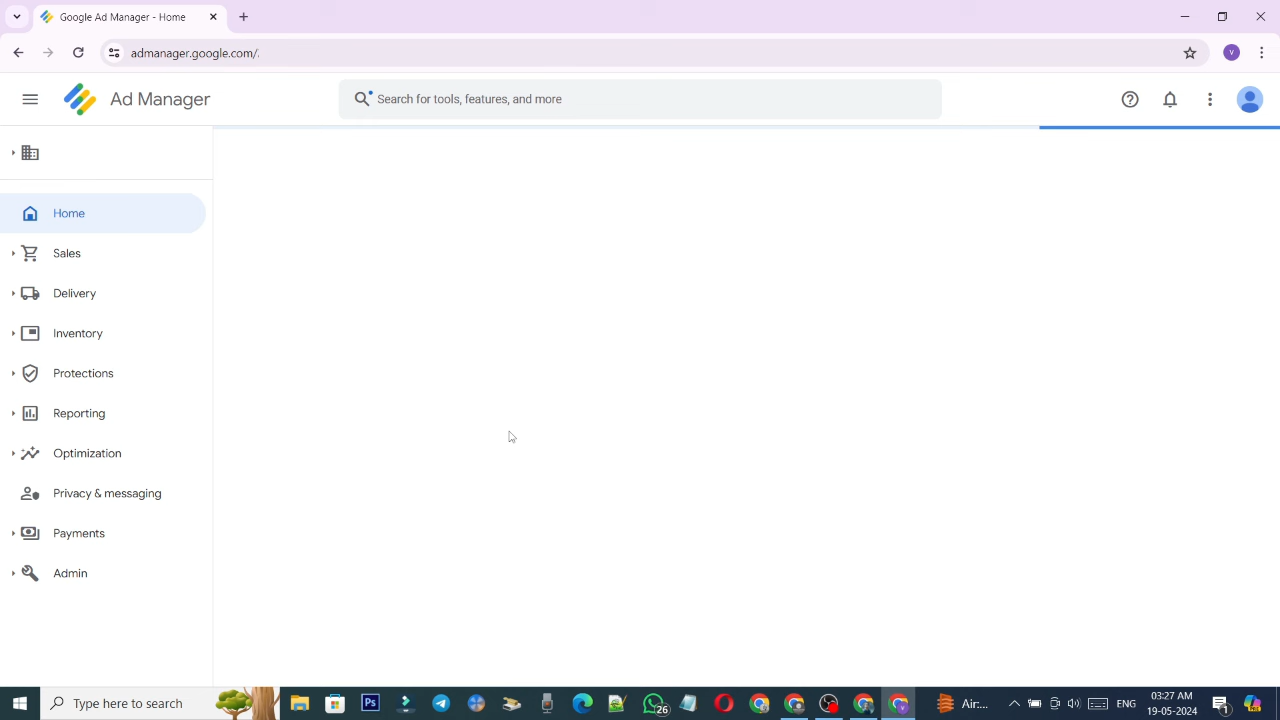 Google Ad Manager - Home
admanager.google.com/.
Ad Manager
Search for tools, features, and more
V
Home
Sales
Delivery
Inventory
Protections
Reporting
Optimization
Privacy & messaging
Payments
Admin
Type here to search
Ps
26
Air:...
ENG
03:27 AM
19-05-2024
1